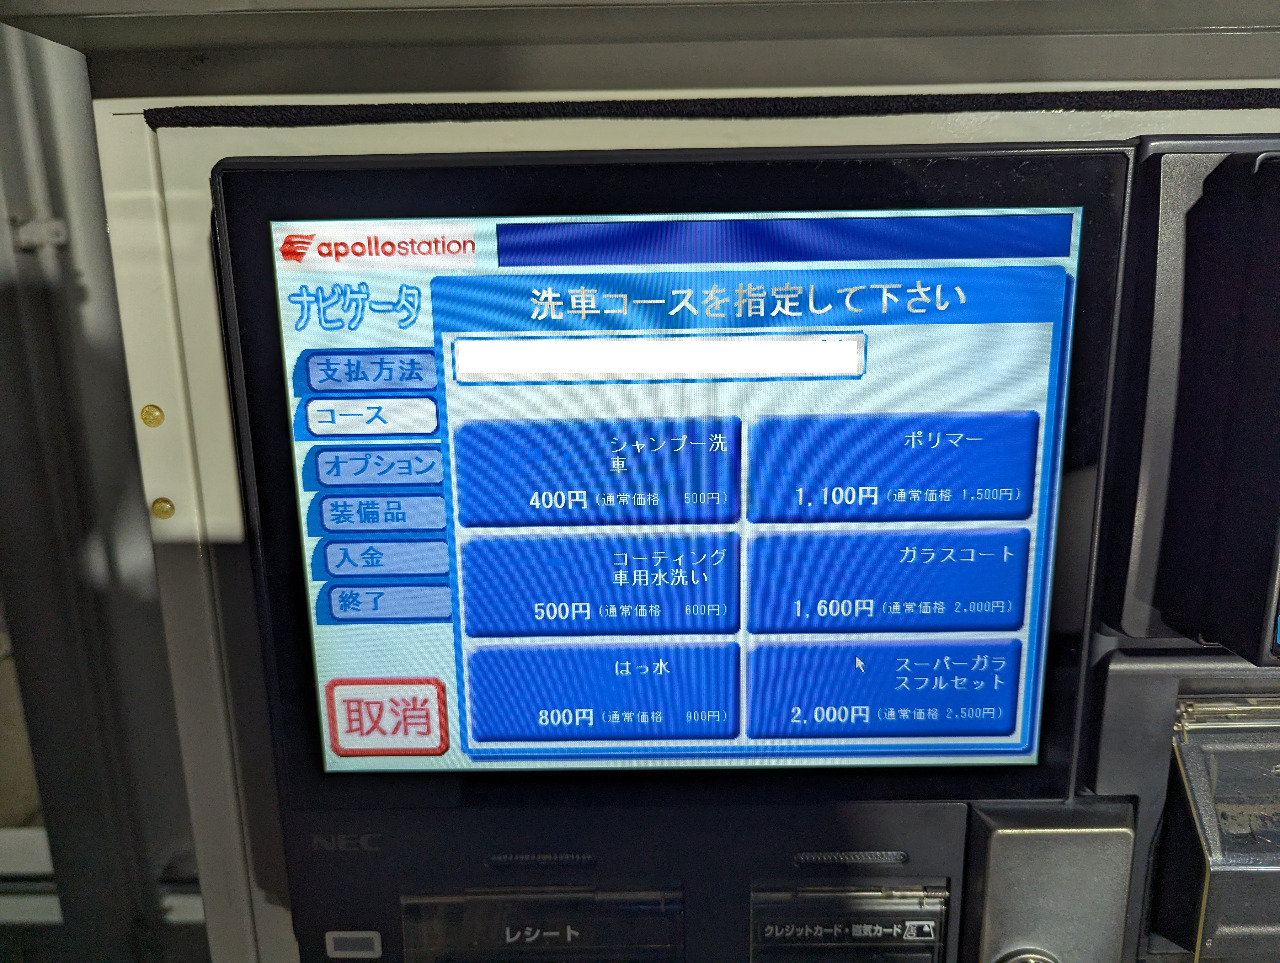 apollostation
ナビゲータ
洗車コースを指定して下さい
支払方法
コース
オプション
装備品
入金
終了
取消
シャンプー洗
車
400円 (通常価格 500円)
ポリマー
1,100円 (通常価格 1,500円)
コーティング
車用水洗い
500円 (通常価格 600円)
ガラスコート
1,600円 (通常価格 2,000円)
はっ水
800円 (通常価格 900円)
スーパーガラ
スフルセット
2,000円 (通常価格 2,500円)
NEC
レシート
クレジットカード・磁気カード